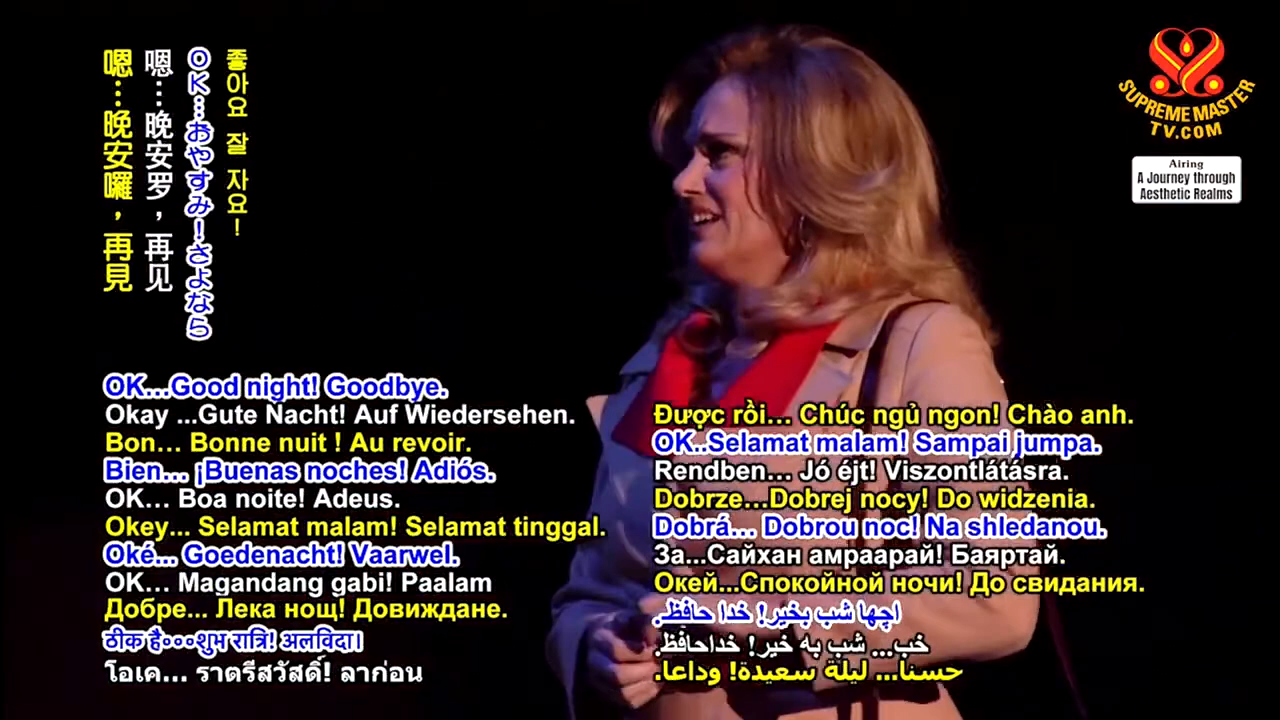 嗯…晚安囉，再見
嗯…晚安罗，再见
OK…おやすみ！さよなら
좋아요 잘 자요!
SUPREME MASTER
TV.COM
Airing
A Journey through
Aesthetic Realms
OK...Good night! Goodbye.
Okay ...Gute Nacht! Auf Wiedersehen.
Bon… Bonne nuit ! Au revoir.
Bien... ¡Buenas noches! Adiós.
OK… Boa noite! Adeus.
Okey... Selamat malam! Selamat tinggal.
Oké... Goedenacht! Vaarwel.
OK… Magandang gabi! Paalam
Добре... Лека нощ! Довиждане.
ठीक है०००शुभ रात्रि! अलविदा।
โอเค... ราตรีสวัสดิ์! ลาก่อน
Được rồi… Chúc ngủ ngon! Chào anh.
OK..Selamat malam! Sampai jumpa.
Rendben… Jó éjt! Viszontlátásra.
Dobrze…Dobrej nocy! Do widzenia.
Dobrá… Dobrou noc! Na shledanou.
За...Сайхан амраарай! Баяртай.
Окей...Спокойной ночи! До свидания.
اچھا شب بخیر! خدا حافظ.
خب... شب به خیر! خداحافظ.
حسنا... ليلة سعيدة! وداعا.